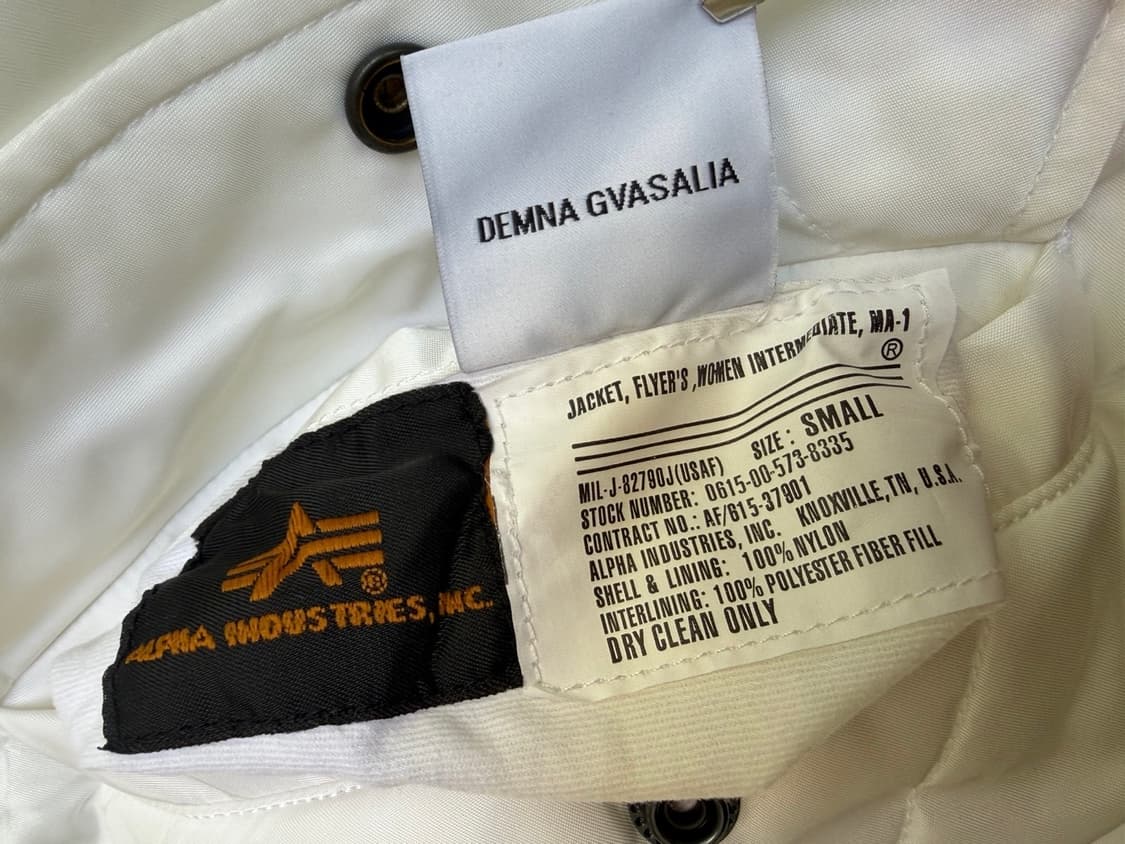 DEMNA GVASALIA
JACKET, FLYER'S, WOMEN INTERMEDIATE, MA-1
®
SIZE: SMALL
MIL-J-82790J(USAF)
STOCK NUMBER: 0615-00-573-8335
CONTRACT NO.: AF/615-37901
ALPHA INDUSTRIES, INC. KNOXVILLE, TN, U.S.A.
SHELL & LINING: 100% NYLON
INTERLINING: 100% POLYESTER FIBER FILL
DRY CLEAN ONLY
®
ALPHA INDUSTRIES, INC.